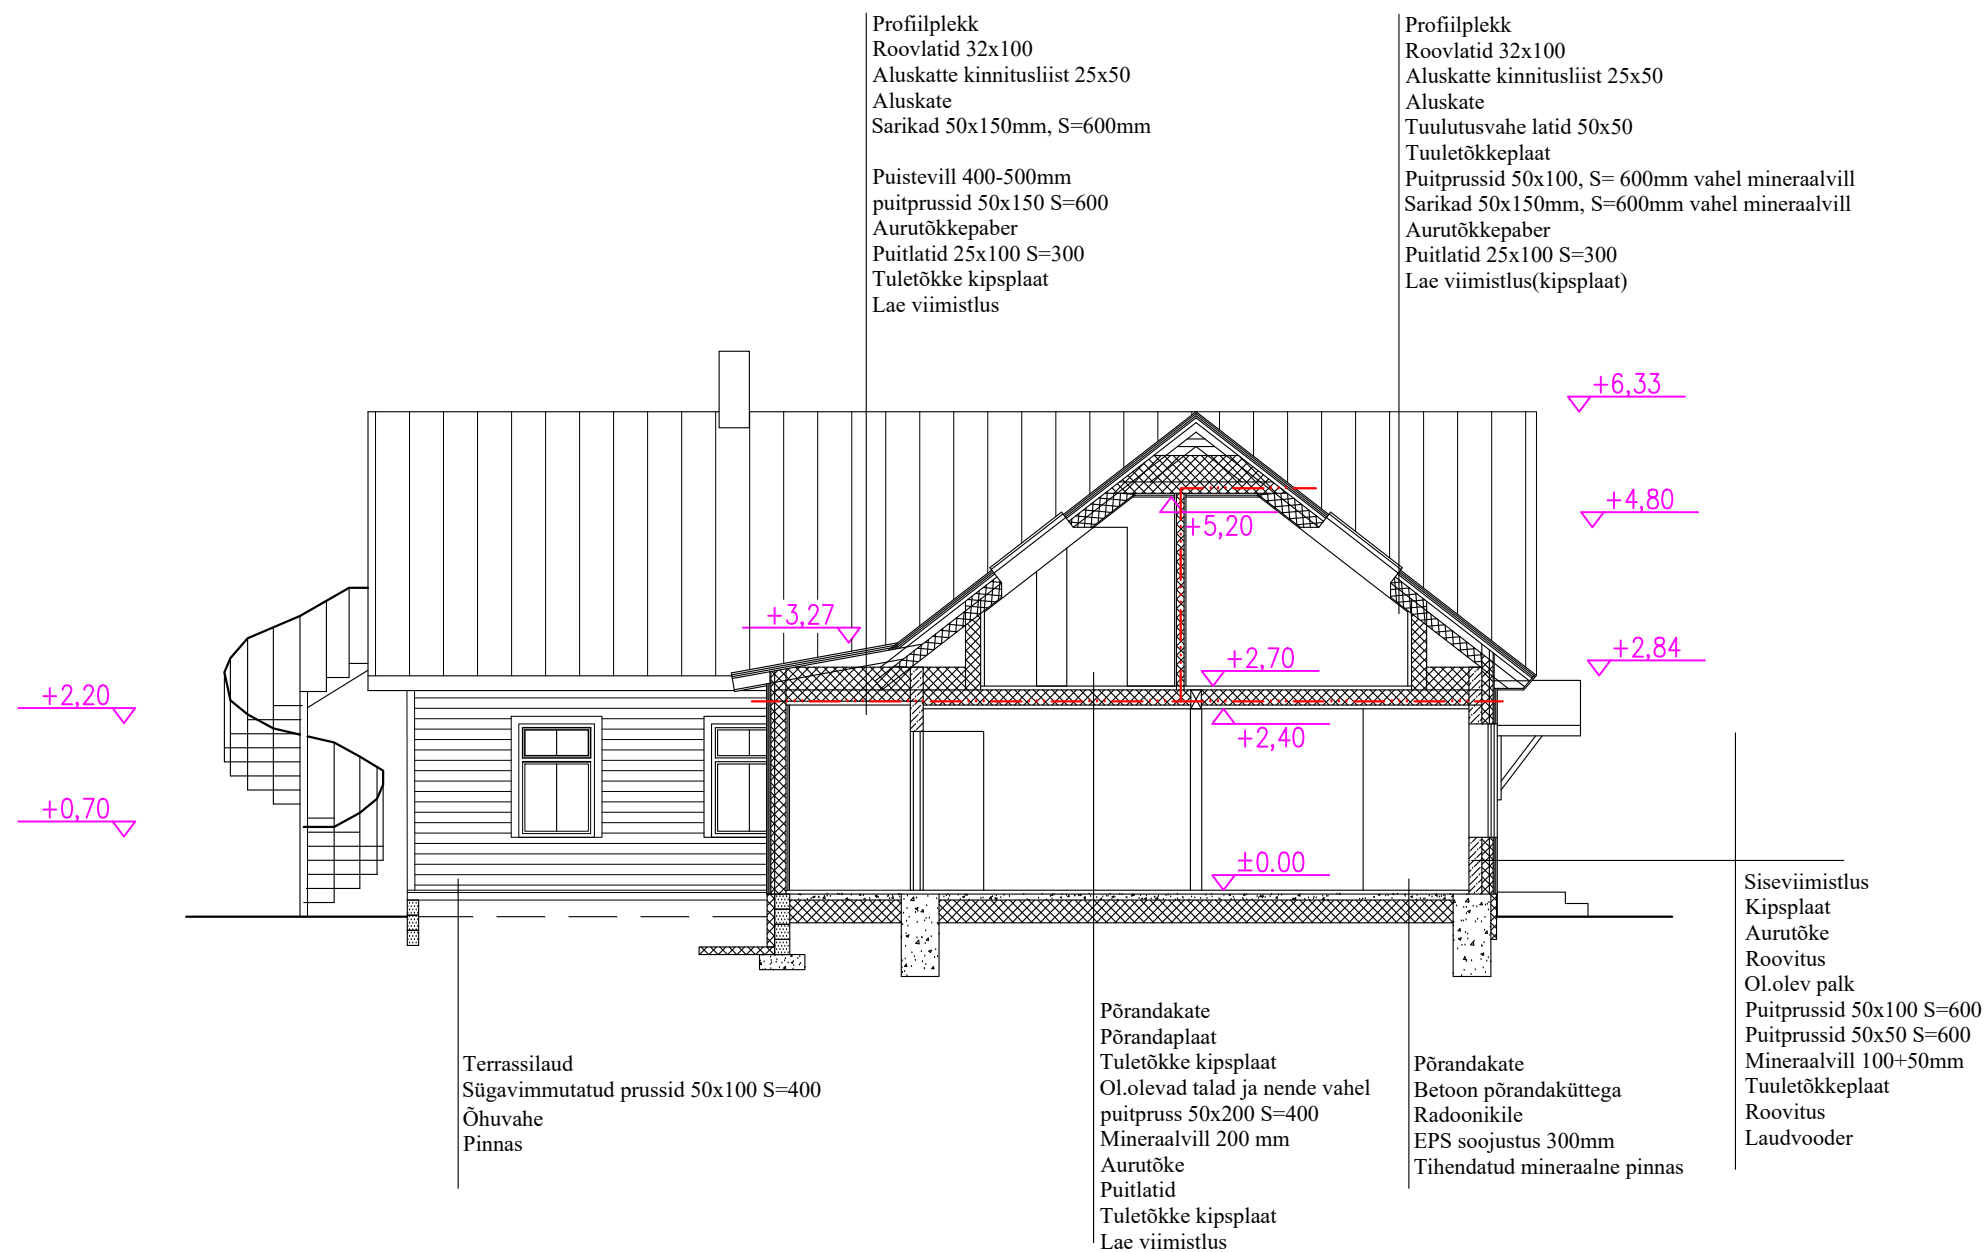 Profiilplekk
Roovlatid 32x100
Aluskatte kinnitusliist 25x50
Aluskate
Sarikad 50x150mm, S=600mm
Puistevill 400-500mm
puitprussid 50x150 S=600
Aurutõkkepaber
Puitlatid 25x100 S=300
Tuletõkke kipsplaat
Lae viimistlus
Profiilplekk
Roovlatid 32x100
Aluskatte kinnitusliist 25x50
Aluskate
Tuulutusvahe latid 50x50
Tuuletõkkeplaat
Puitprussid 50x100, S= 600mm vahel mineraalvill
Sarikad 50x150mm, S=600mm vahel mineraalvill
Aurutõkkepaber
Puitlatid 25x100 S=300
Lae viimistlus(kipsplaat)
+6,33
+4,80
+5,20
+3,27
+2,70
+2,84
+2,20
+2,40
+0,70
±0.00
Siseviimistlus
Kipsplaat
Aurutõke
Roovitus
Ol.olev palk
Puitprussid 50x100 S=600
Puitprussid 50x50 S=600
Mineraalvill 100+50mm
Tuuletõkkeplaat
Roovitus
Laudvooder
Terrassilaud
Sügavimmutatud prussid 50x100 S=400
Õhuvahe
Pinnas
Põrandakate
Põrandaplaat
Tuletõkke kipsplaat
Ol.olevad talad ja nende vahel
puitpruss 50x200 S=400
Mineraalvill 200 mm
Aurutõke
Puitlatid
Tuletõkke kipsplaat
Lae viimistlus
Põrandakate
Betoon põrandaküttega
Radoonikile
EPS soojustus 300mm
Tihendatud mineraalne pinnas